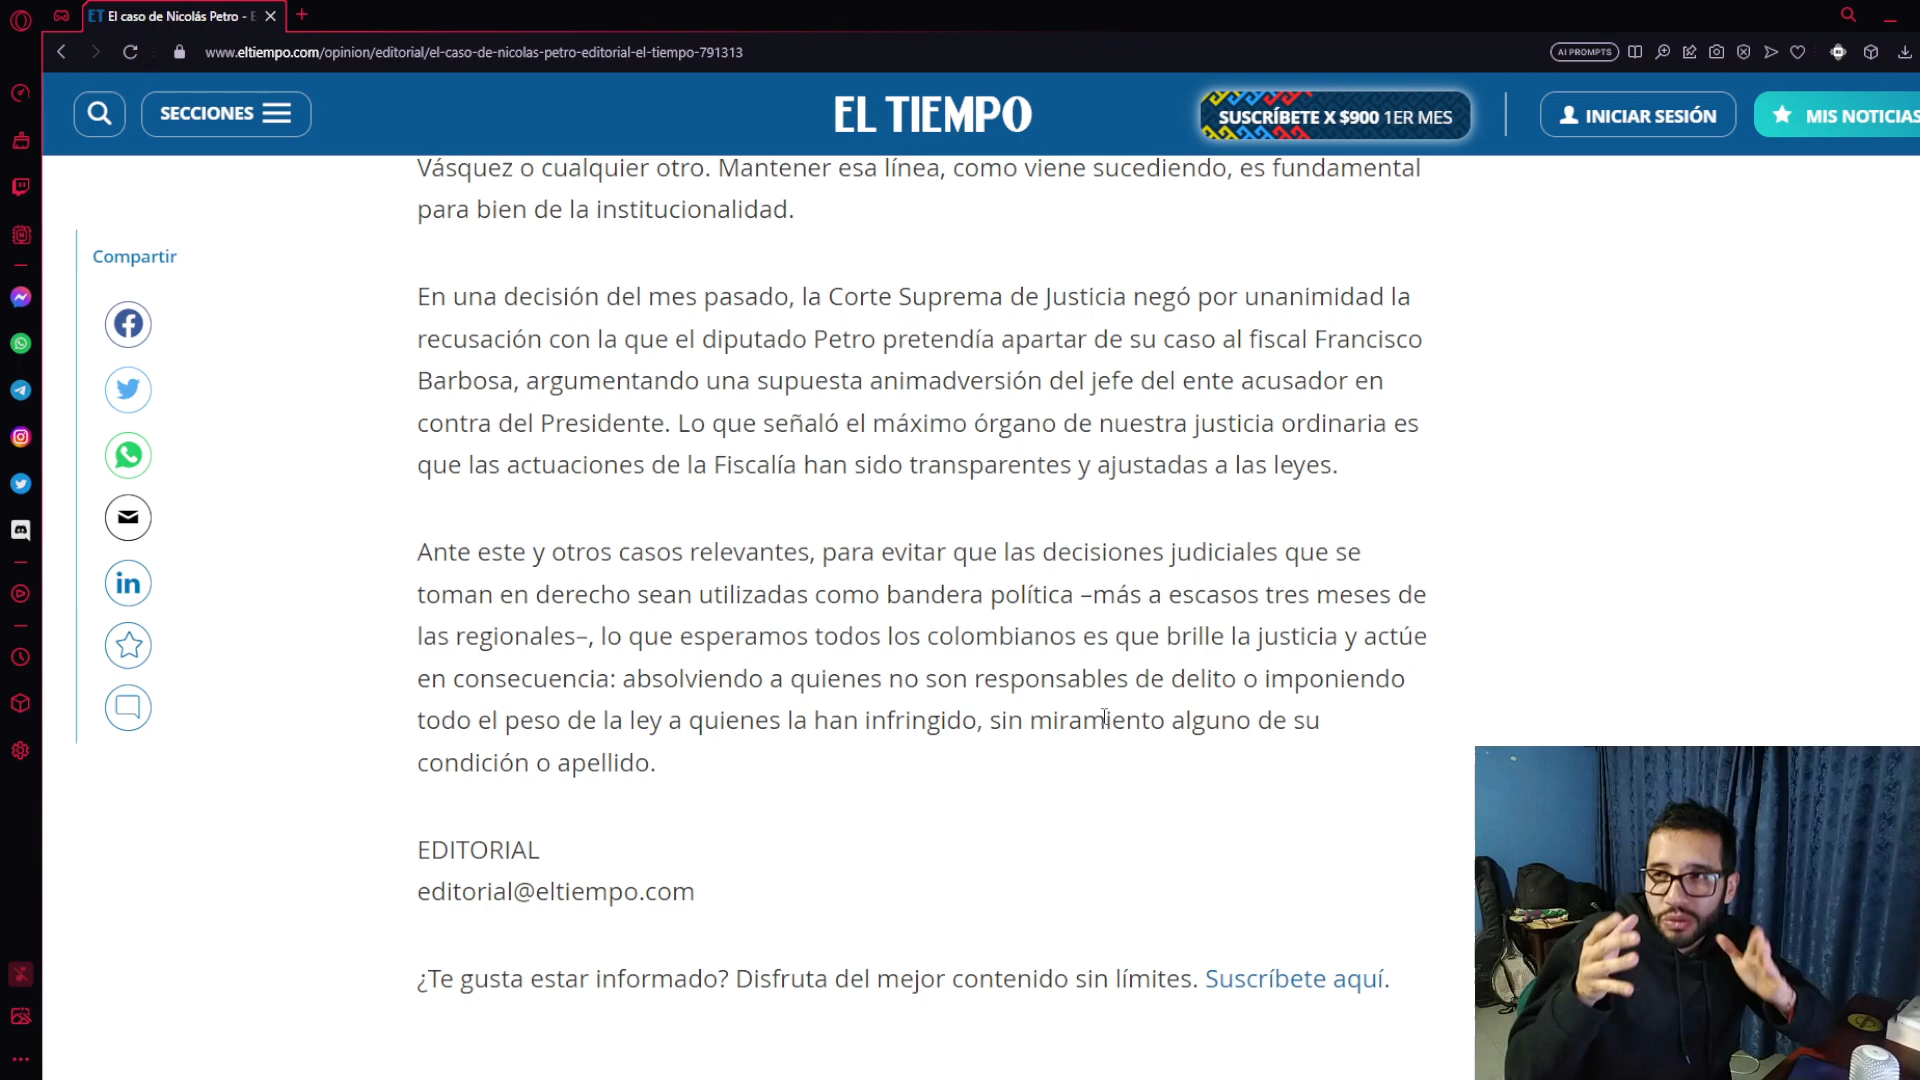 El caso de Nicolás Petro - E
www.eltiempo.com/opinion/editorial/el-caso-de-nicolas-petro-editorial-el-tiempo-791313
AI PROMPTS
SECCIONES
EL TIEMPO
SUSCRÍBETE X $900 1ER MES
INICIAR SESIÓN
MIS NOTICIAS
Vásquez o cualquier otro. Mantener esa línea, como viene sucediendo, es fundamental
para bien de la institucionalidad.
Compartir
En una decisión del mes pasado, la Corte Suprema de Justicia negó por unanimidad la
recusación con la que el diputado Petro pretendía apartar de su caso al fiscal Francisco
Barbosa, argumentando una supuesta animadversión del jefe del ente acusador en
contra del Presidente. Lo que señaló el máximo órgano de nuestra justicia ordinaria es
que las actuaciones de la Fiscalía han sido transparentes y ajustadas a las leyes.
Ante este y otros casos relevantes, para evitar que las decisiones judiciales que se
toman en derecho sean utilizadas como bandera política –más a escasos tres meses de
las regionales–, lo que esperamos todos los colombianos es que brille la justicia y actúe
en consecuencia: absolviendo a quienes no son responsables de delito o imponiendo
todo el peso de la ley a quienes la han infringido, sin miramiento alguno de su
condición o apellido.
EDITORIAL
editorial@eltiempo.com
¿Te gusta estar informado? Disfruta del mejor contenido sin límites. Suscríbete aquí.